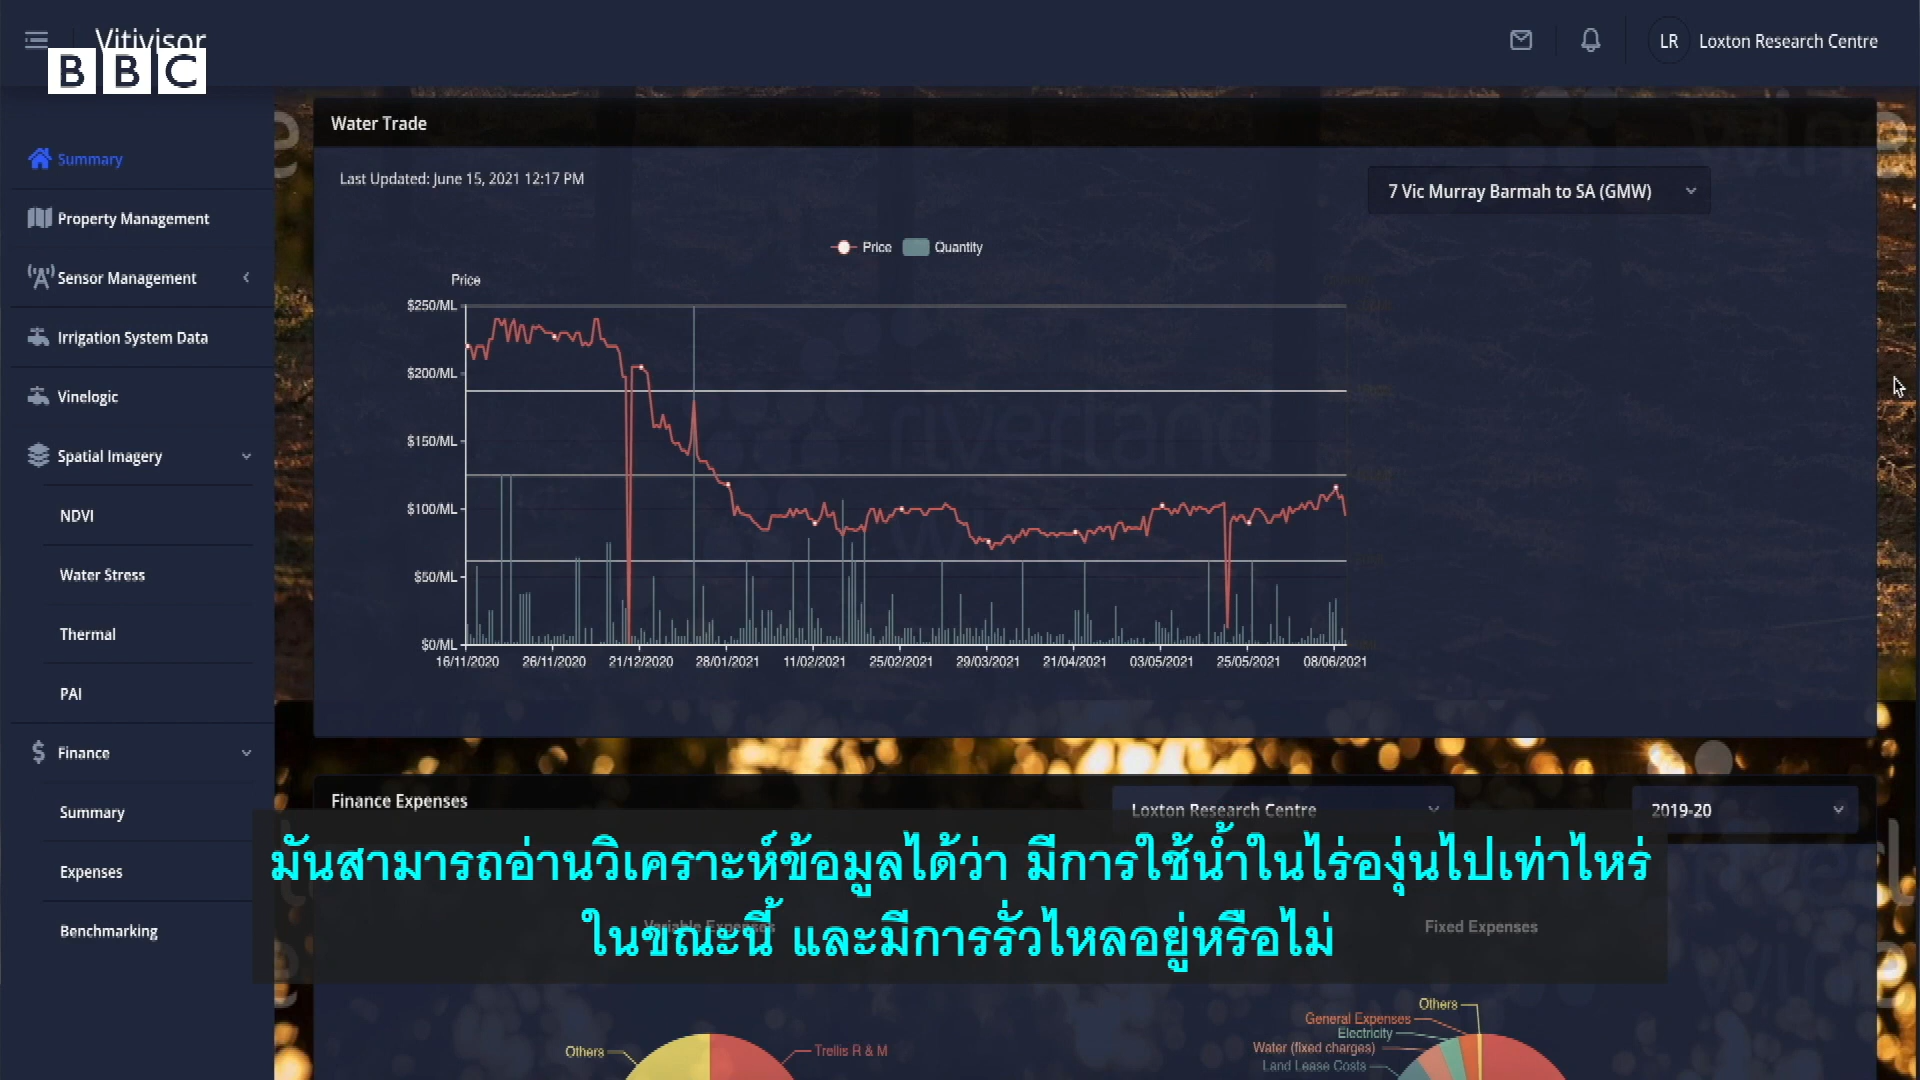 Vitivisor
BBC
LR Loxton Research Centre
Summary
Property Management
Sensor Management
Irrigation System Data
Vinelogic
Spatial Imagery
NDVI
Water Stress
Thermal
PAI
Finance
Summary
Expenses
Benchmarking
Water Trade
Last Updated: June 15, 2021 12:17 PM
7 Vic Murray Barmah to SA (GMW)
Price Quantity
Price
$250/ML
$200/ML
$150/ML
$100/ML
$50/ML
$0/ML
16/11/2020 26/11/2020 21/12/2020 28/01/2021 11/02/2021 25/02/2021 29/03/2021 21/04/2021 03/05/2021 25/05/2021 08/06/2021
riverland
wine
Finance Expenses
Loxton Research Centre
2019-20
มันสามารถอ่านวิเคราะห์ข้อมูลได้ว่า มีการใช้น้ำในไร่องุ่นไปเท่าไหร่
ในขณะนี้ และมีการรั่วไหลอยู่หรือไม่
Variable Expenses
Fixed Expenses
Others
Trellis R & M
Others
General Expenses
Electricity
Water (fixed charges)
Land Lease Costs